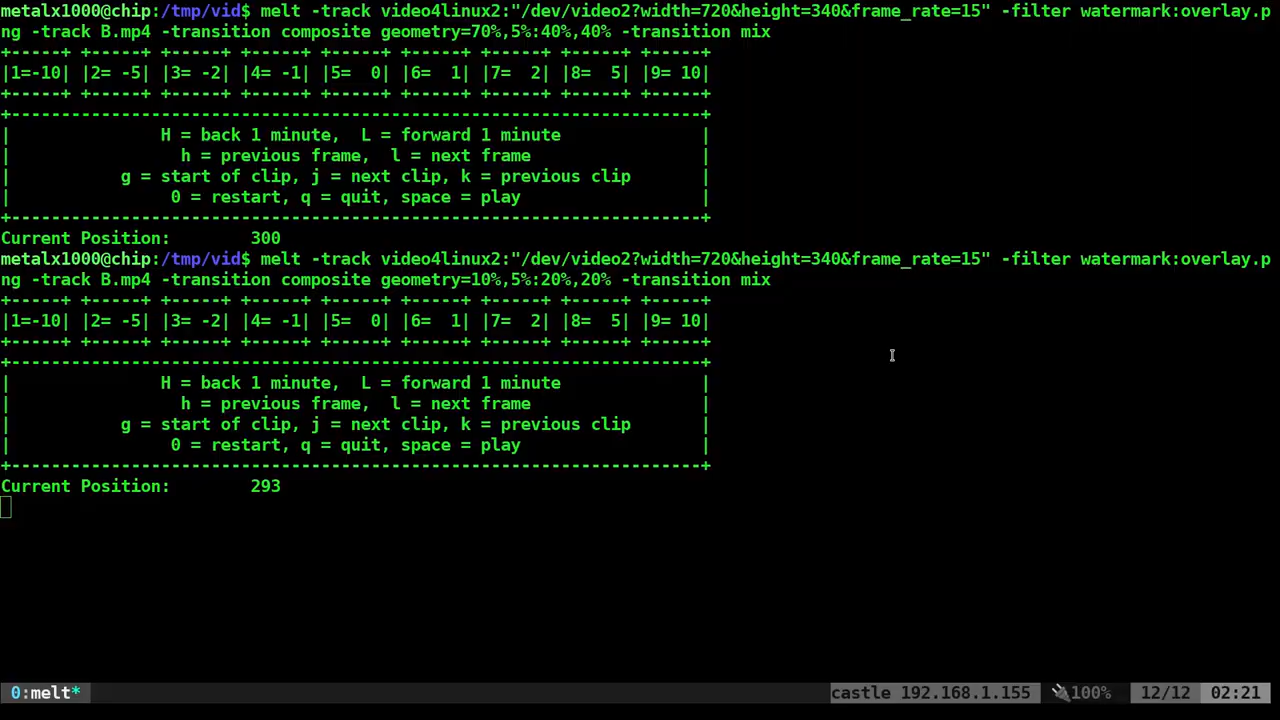 metalx1000@chip:/tmp/vid$ melt -track video4linux2:"/dev/video2?width=720&height=340&frame_rate=15" -filter watermark:overlay.p
ng -track B.mp4 -transition composite geometry=70%,5%:40%,40% -transition mix
+-----+ +-----+ +-----+ +-----+ +-----+ +-----+ +-----+ +-----+ +-----+
|1=-10| |2= -5| |3= -2| |4= -1| |5=  0| |6=  1| |7=  2| |8=  5| |9= 10|
+-----+ +-----+ +-----+ +-----+ +-----+ +-----+ +-----+ +-----+ +-----+
+---------------------------------------------------------------------+
|               H = back 1 minute,  L = forward 1 minute              |
|                 h = previous frame,  l = next frame                 |
|           g = start of clip, j = next clip, k = previous clip       |
|                0 = restart, q = quit, space = play                  |
+---------------------------------------------------------------------+
Current Position:        300
metalx1000@chip:/tmp/vid$ melt -track video4linux2:"/dev/video2?width=720&height=340&frame_rate=15" -filter watermark:overlay.p
ng -track B.mp4 -transition composite geometry=10%,5%:20%,20% -transition mix
+-----+ +-----+ +-----+ +-----+ +-----+ +-----+ +-----+ +-----+ +-----+
|1=-10| |2= -5| |3= -2| |4= -1| |5=  0| |6=  1| |7=  2| |8=  5| |9= 10|
+-----+ +-----+ +-----+ +-----+ +-----+ +-----+ +-----+ +-----+ +-----+
+---------------------------------------------------------------------+
|               H = back 1 minute,  L = forward 1 minute              |
|                 h = previous frame,  l = next frame                 |
|           g = start of clip, j = next clip, k = previous clip       |
|                0 = restart, q = quit, space = play                  |
+---------------------------------------------------------------------+
Current Position:        293
0:melt* castle 192.168.1.155 🔌100% 12/12 02:21